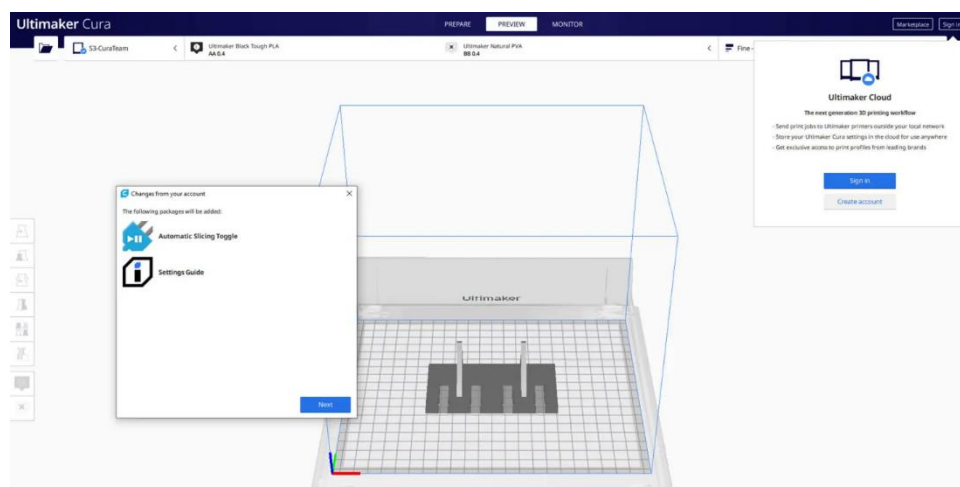 Ultimaker Cura
PREPARE PREVIEW MONITOR
Marketplace Sign in
S3-CuraTeam
Ultimaker Black Tough PLA
AA 0.4
Ultimaker Natural PVA
BB 0.4
Fine
Ultimaker Cloud
The next generation 3D printing workflow
- Send print jobs to Ultimaker printers outside your local network
- Store your Ultimaker Cura settings in the cloud for use anywhere
- Get exclusive access to print profiles from leading brands
Sign in
Create account
Changes from your account
The following packages will be added:
Automatic Slicing Toggle
Settings Guide
Next
Ultimaker